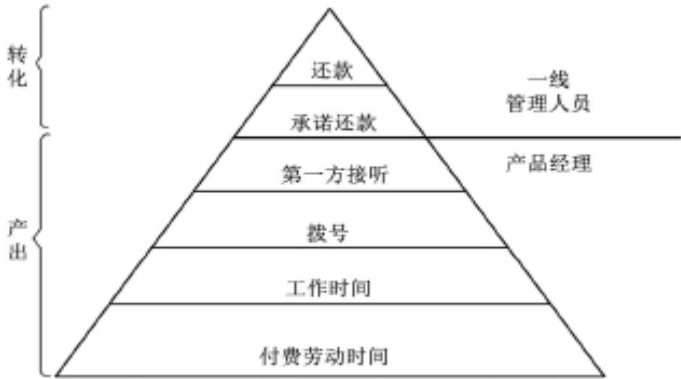 转化
还款
一线
管理人员
承诺还款
产品经理
第一方接听
产出
拨号
工作时间
付费劳动时间